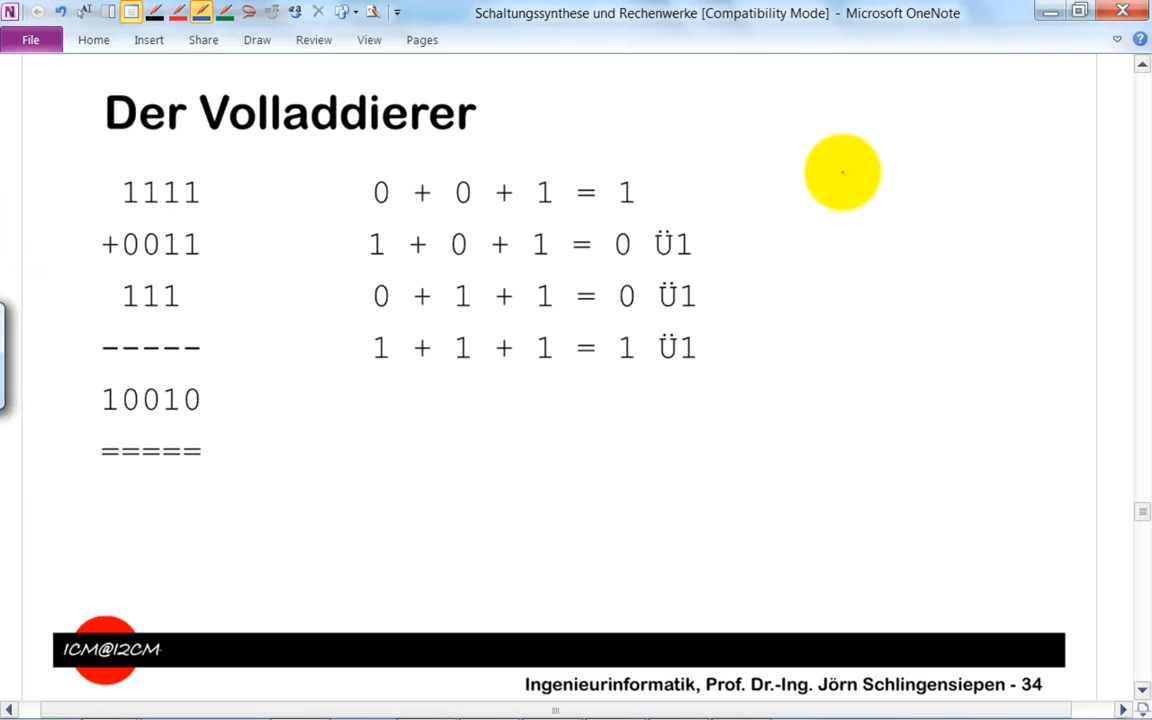 Schaltungssynthese und Rechenwerke [Compatibility Mode] - Microsoft OneNote
File Home Insert Share Draw Review View Pages
Der Volladdierer
1111
+0011
111
-----
10010
=====
0 + 0 + 1 = 1
1 + 0 + 1 = 0 Ü1
0 + 1 + 1 = 0 Ü1
1 + 1 + 1 = 1 Ü1
1CM@12CM
Ingenieurinformatik, Prof. Dr.-Ing. Jörn Schlingensiepen - 34